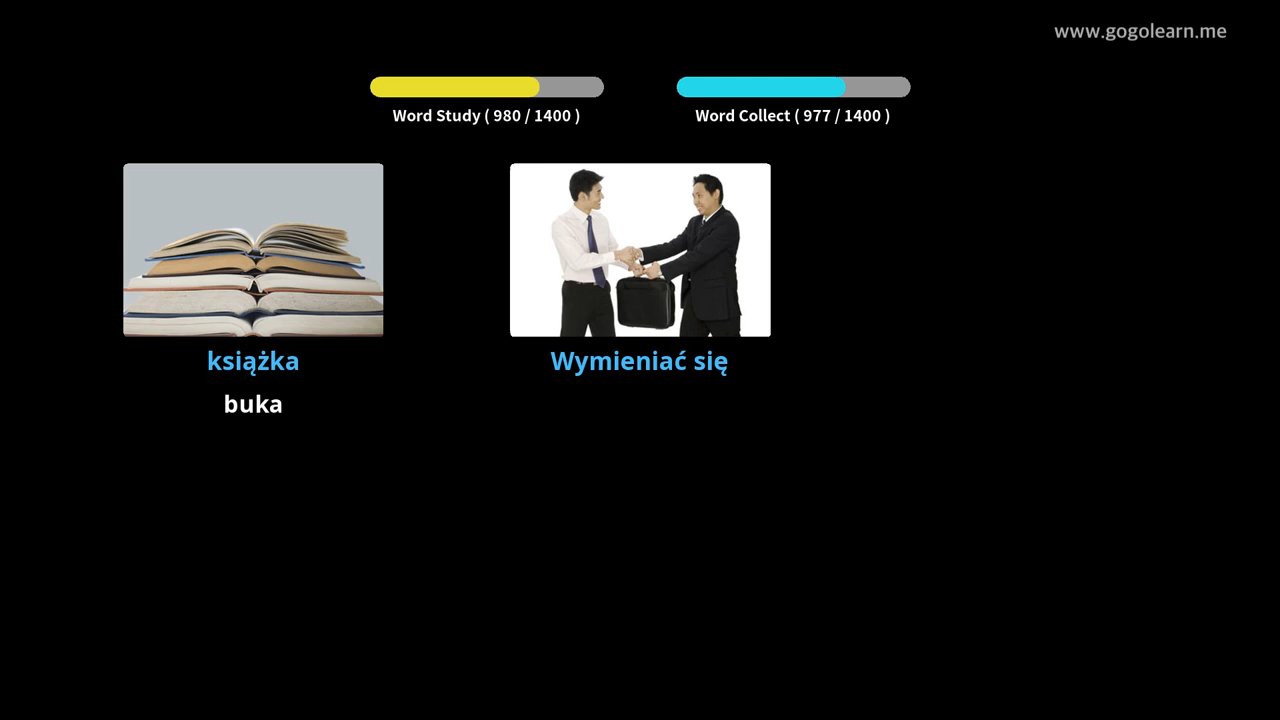 www.gogolearn.me
Word Study ( 980 / 1400 )
Word Collect ( 977 / 1400 )
książka
Wymieniać się
buka